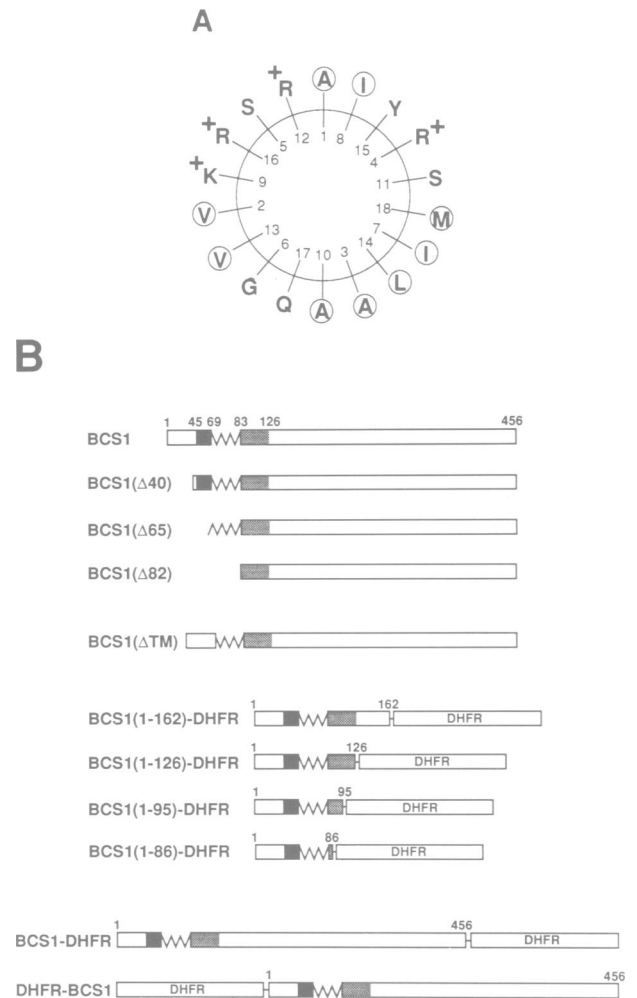 A
A I Y R+ S M I L A A Q G V V K+ R+ S R+
1 8 15 4 11 18 7 14 3 10 17 6 13 2 9 16 5 12
B
1 45 69 83 126 456
BCS1
BCS1(Δ40)
BCS1(Δ65)
BCS1(Δ82)
BCS1(ΔTM)
1 162
BCS1(1-162)-DHFR DHFR
1 126
BCS1(1-126)-DHFR DHFR
1 95
BCS1(1-95)-DHFR DHFR
1 86
BCS1(1-86)-DHFR DHFR
1 456
BCS1-DHFR DHFR
1 456
DHFR-BCS1 DHFR